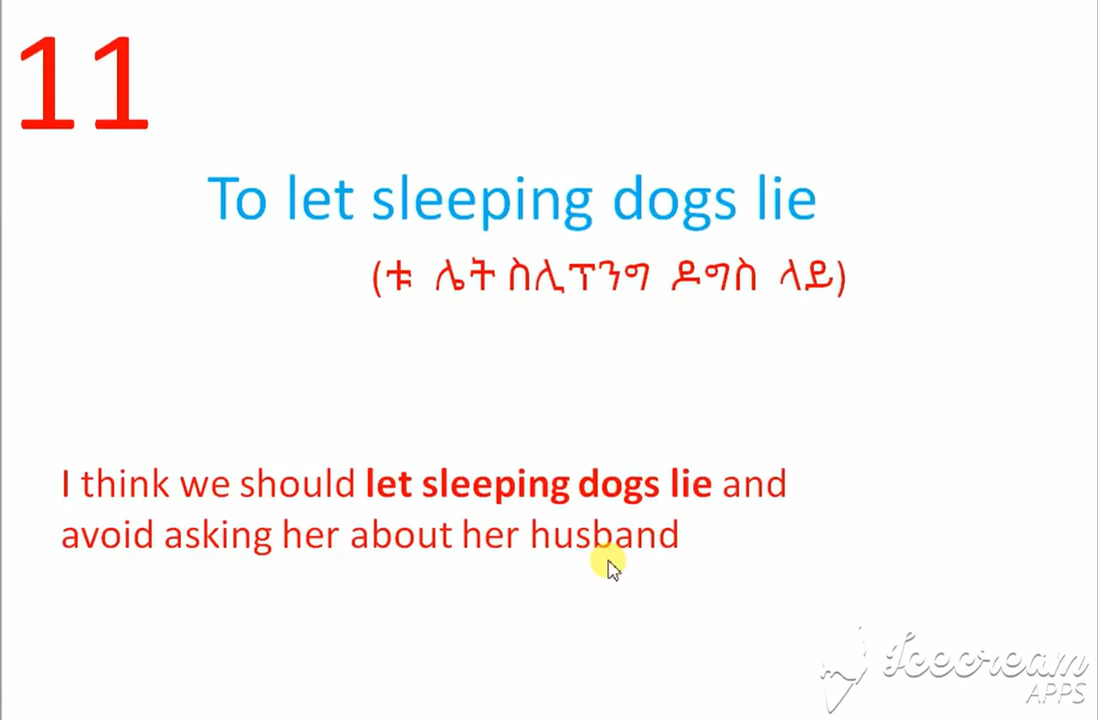 11
To let sleeping dogs lie
(ቱ ሌት ስሊፕንግ ዶግስ ላይ)
I think we should let sleeping dogs lie and
avoid asking her about her husband
Icecream
APPS